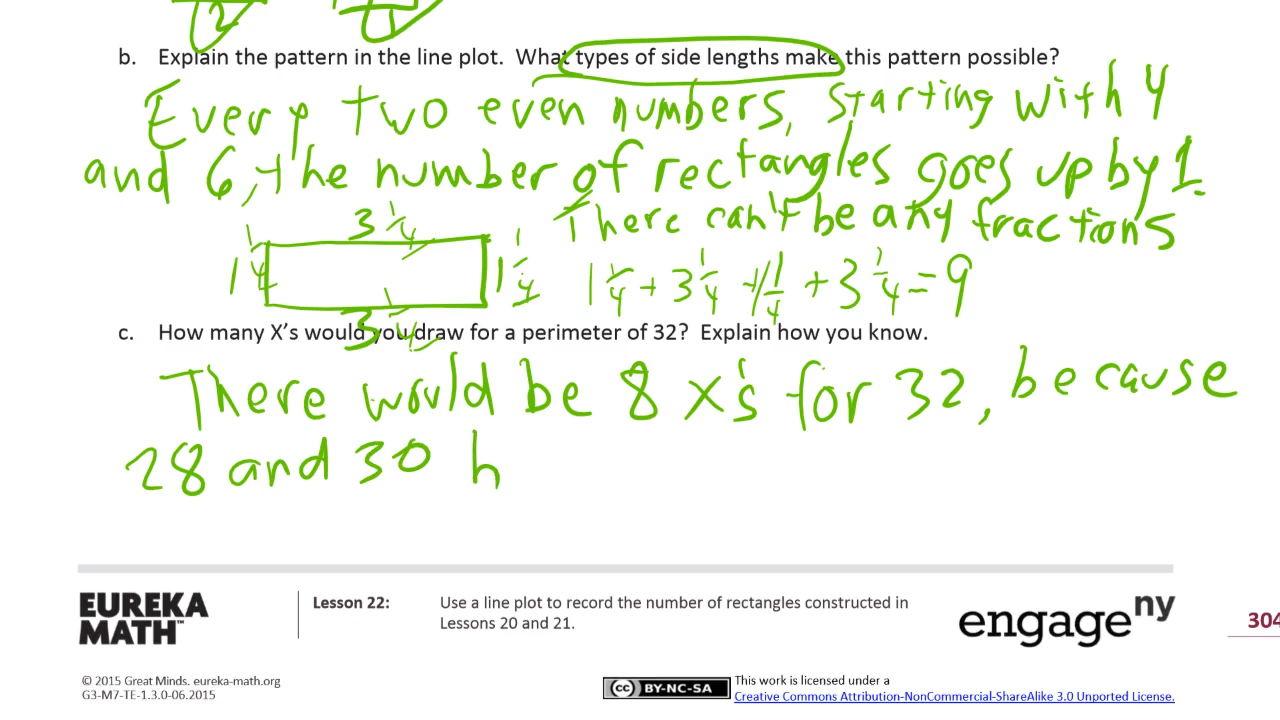 b. Explain the pattern in the line plot. What types of side lengths make this pattern possible?
Every two even numbers, starting with 4
and 6, the number of rectangles goes up by 1.
There can't be any fractions
3 1/4
1 1/4
1 1/4
3 1/4
1 1/4 + 3 1/4 + 1 1/4 + 3 1/4 = 9
c. How many X's would you draw for a perimeter of 32? Explain how you know.
There would be 8 X's for 32, because
28 and 30 h
EUREKA
MATH™
Lesson 22:
Use a line plot to record the number of rectangles constructed in
Lessons 20 and 21.
engageny
304
© 2015 Great Minds. eureka-math.org
G3-M7-TE-1.3.0-06.2015
cc BY-NC-SA
This work is licensed under a
Creative Commons Attribution-NonCommercial-ShareAlike 3.0 Unported License.